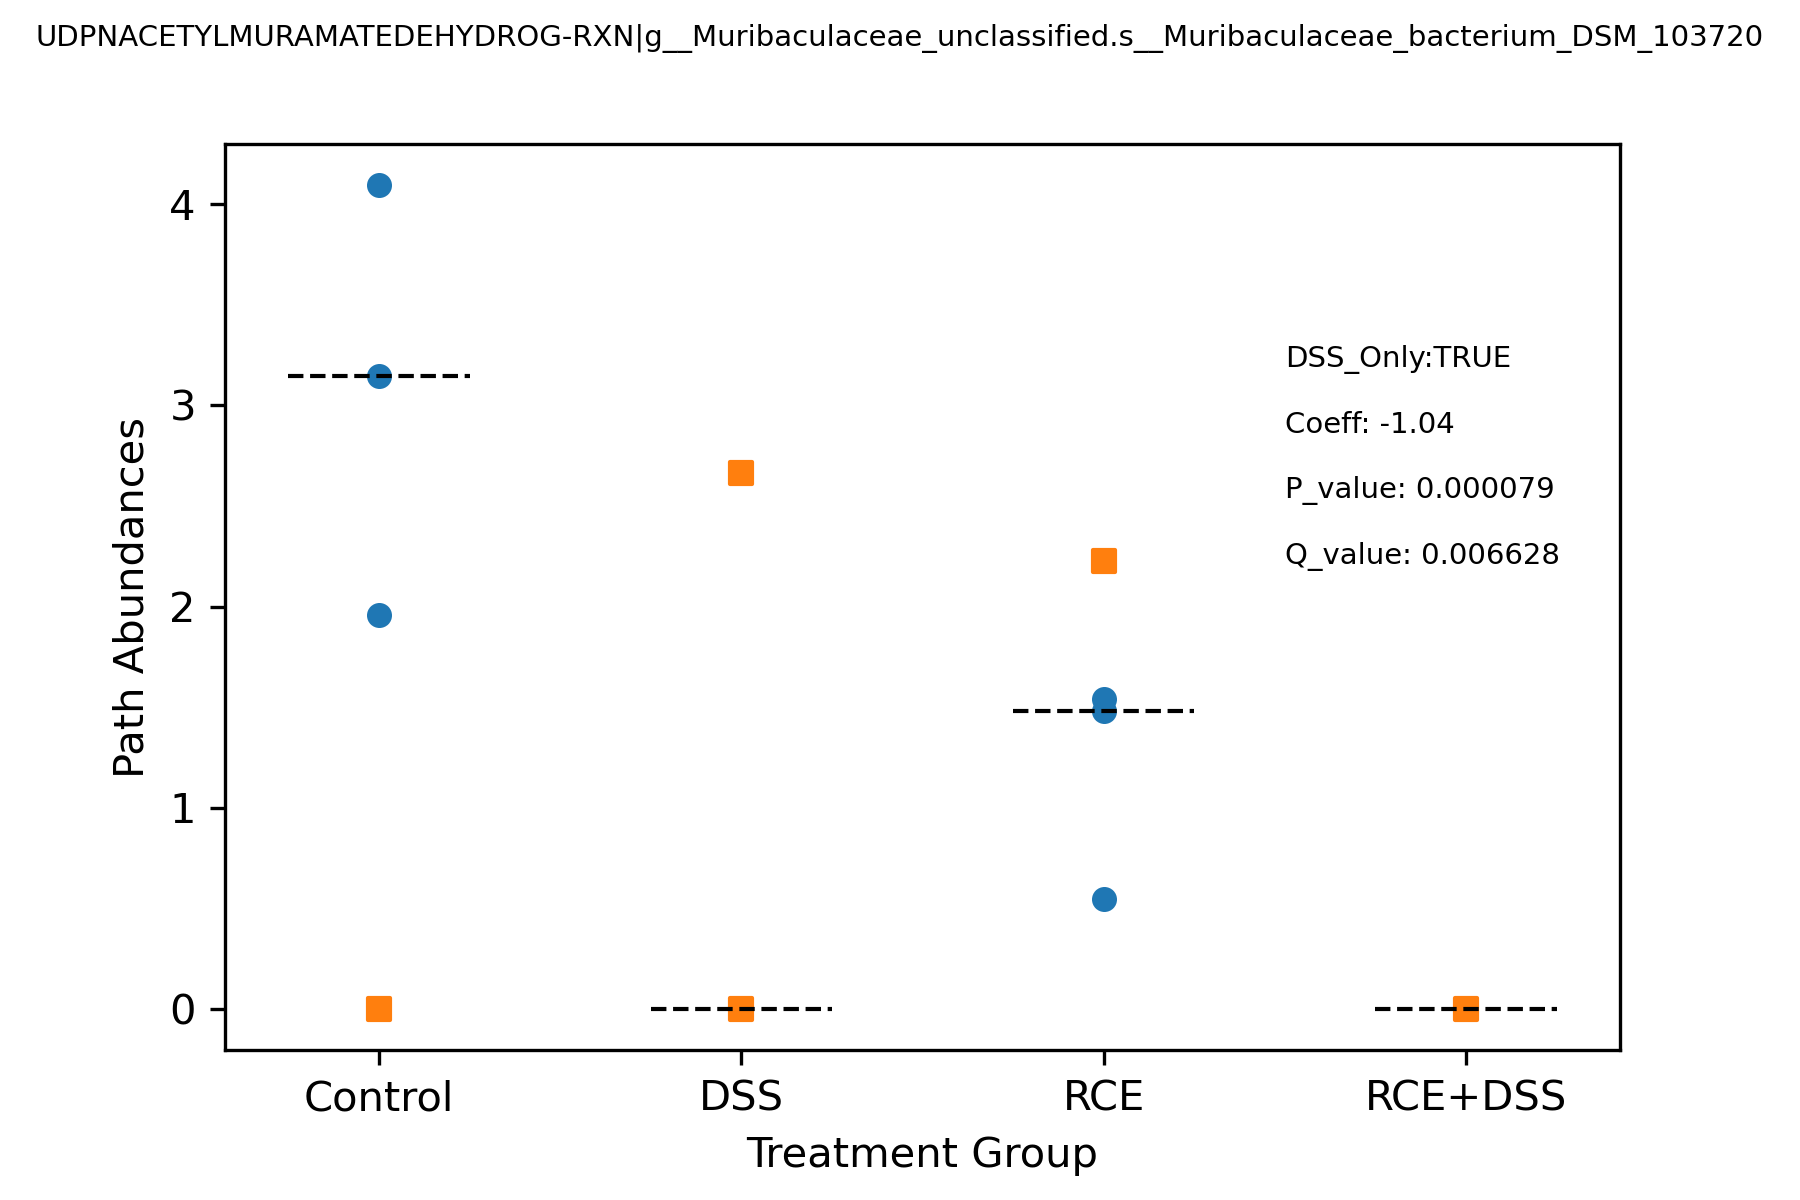 UDPNACETYLMURAMATEDEHYDROG-RXN|g__Muribaculaceae_unclassified.s__Muribaculaceae_bacterium_DSM_103720
4
3
2
1
0
Path Abundances
DSS_Only:TRUE
Coeff: -1.04
P_value: 0.000079
Q_value: 0.006628
Control
DSS
RCE
RCE+DSS
Treatment Group